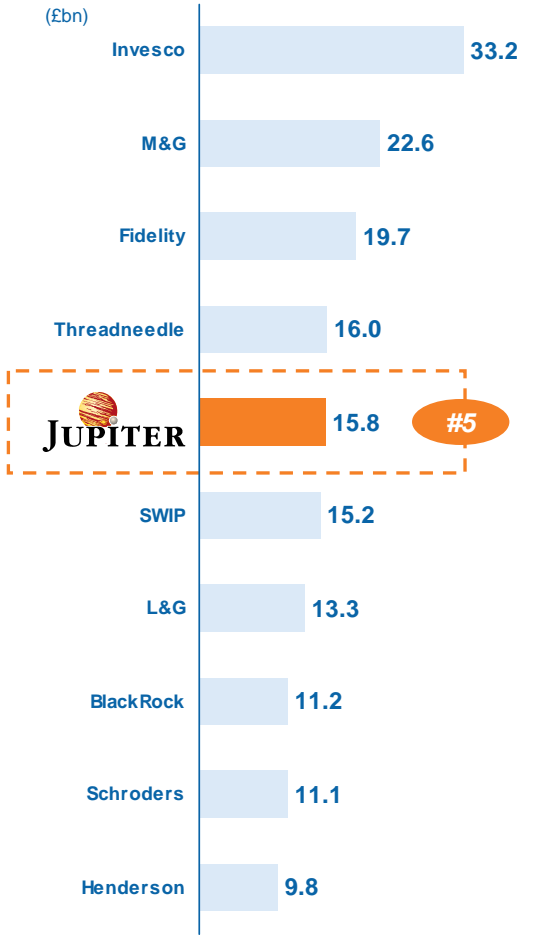 (£bn)
Invesco 33.2
M&G 22.6
Fidelity 19.7
Threadneedle 16.0
JUPITER 15.8 #5
SWIP 15.2
L&G 13.3
BlackRock 11.2
Schroders 11.1
Henderson 9.8